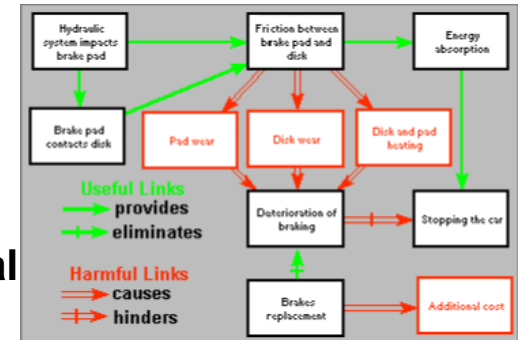 Hydraulic
system impacts
brake pad
Friction between
brake pad and
disk
Energy
absorption
Brake pad
contacts disk
Pad wear
Disk wear
Disk and pad
heating
Useful Links
provides
eliminates
Deterioration of
braking
Stopping the car
al
Harmful Links
causes
hinders
Brakes
replacement
Additional cost